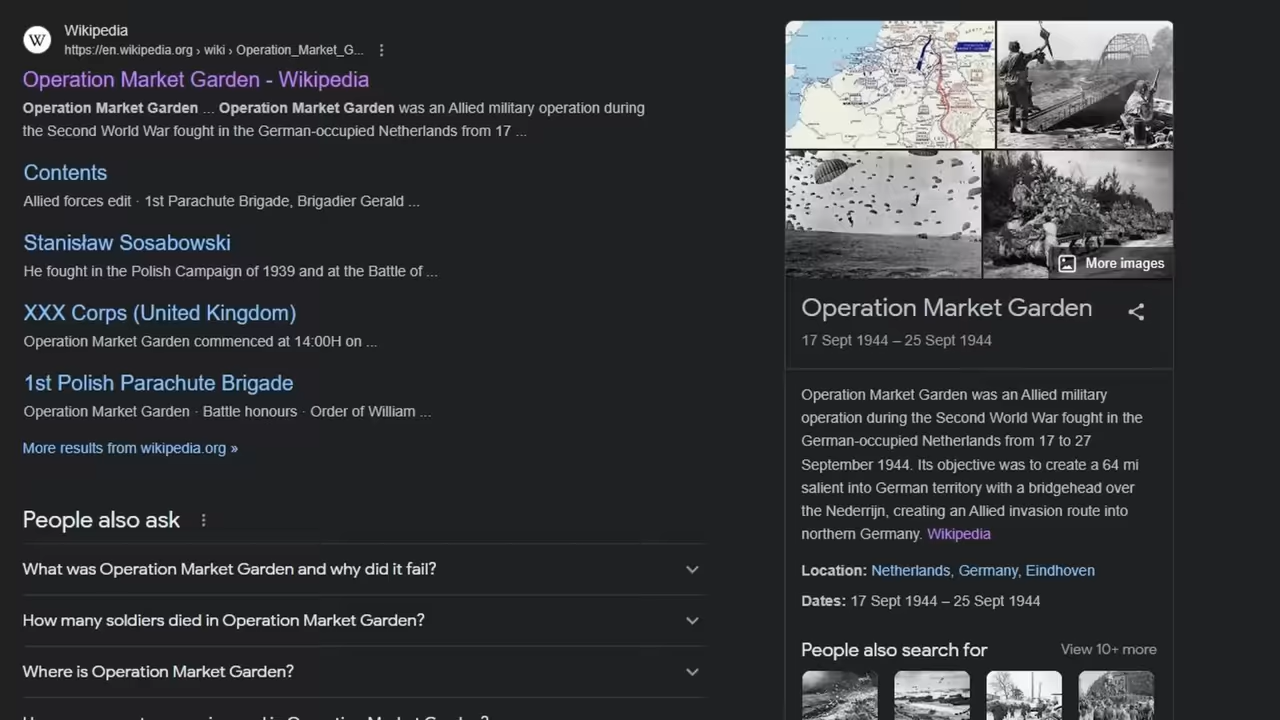 Wikipedia
https://en.wikipedia.org › wiki › Operation_Market_G...
Operation Market Garden - Wikipedia
Operation Market Garden ... Operation Market Garden was an Allied military operation during
the Second World War fought in the German-occupied Netherlands from 17 ...
Contents
Allied forces edit · 1st Parachute Brigade, Brigadier Gerald ...
Stanisław Sosabowski
He fought in the Polish Campaign of 1939 and at the Battle of ...
XXX Corps (United Kingdom)
Operation Market Garden commenced at 14:00H on ...
1st Polish Parachute Brigade
Operation Market Garden · Battle honours · Order of William ...
More results from wikipedia.org »
People also ask
What was Operation Market Garden and why did it fail?
How many soldiers died in Operation Market Garden?
Where is Operation Market Garden?
More images
Operation Market Garden
17 Sept 1944 – 25 Sept 1944
Operation Market Garden was an Allied military
operation during the Second World War fought in the
German-occupied Netherlands from 17 to 27
September 1944. Its objective was to create a 64 mi
salient into German territory with a bridgehead over
the Nederrijn, creating an Allied invasion route into
northern Germany. Wikipedia
Location: Netherlands, Germany, Eindhoven
Dates: 17 Sept 1944 – 25 Sept 1944
People also search for
View 10+ more